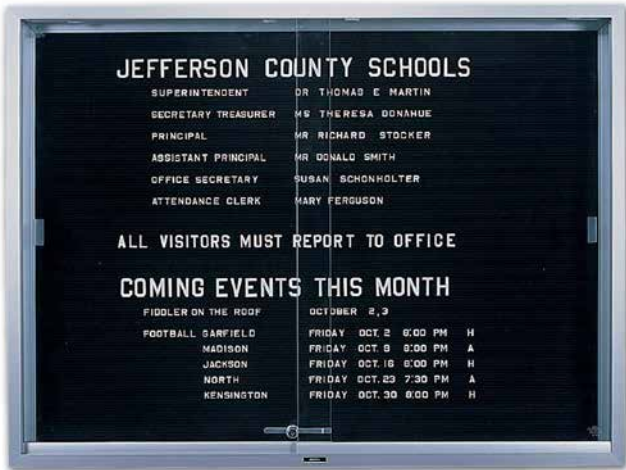 JEFFERSON COUNTY SCHOOLS
SUPERINTENDENT DR THOMAS E MARTIN
SECRETARY TREASURER MS THERESA DONAHUE
PRINCIPAL MR RICHARD STOCKER
ASSISTANT PRINCIPAL MR DONALD SMITH
OFFICE SECRETARY SUSAN SCHONHOLTER
ATTENDANCE CLERK MARY FERGUSON
ALL VISITORS MUST REPORT TO OFFICE
COMING EVENTS THIS MONTH
FIDDLER ON THE ROOF OCTOBER 2,3
FOOTBALL GARFIELD FRIDAY OCT. 2 8:00 PM H
MADISON FRIDAY OCT. 9 8:00 PM A
JACKSON FRIDAY OCT. 16 8:00 PM H
NORTH FRIDAY OCT. 23 7:30 PM A
KENSINGTON FRIDAY OCT. 30 8:00 PM H